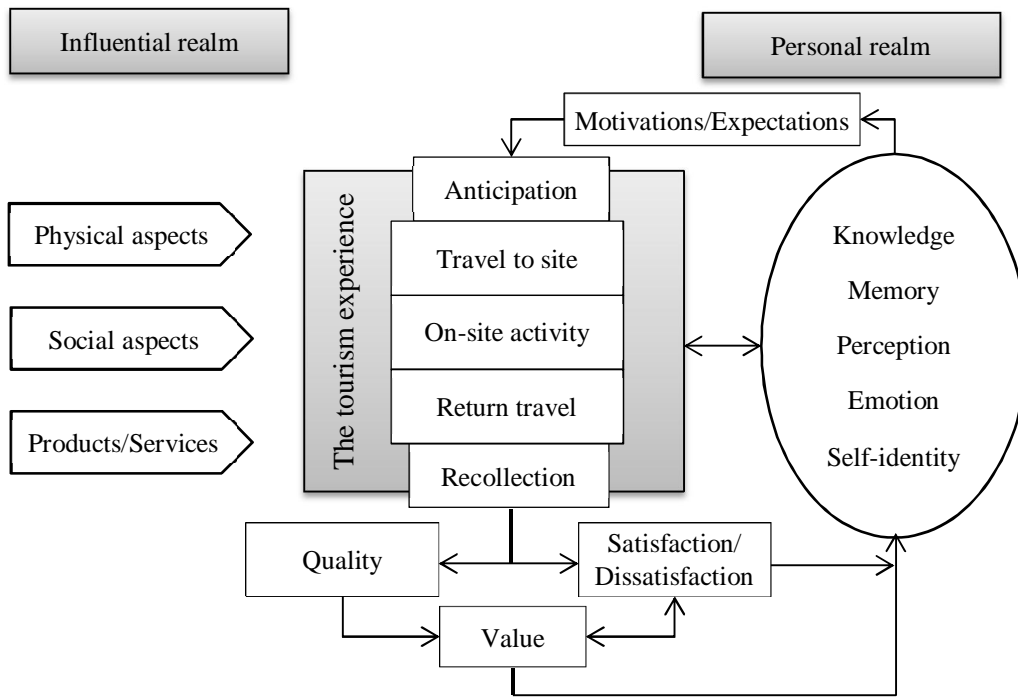 Influential realm
Personal realm
Motivations/Expectations
Anticipation
The tourism experience
Physical aspects
Travel to site
Knowledge
Memory
Social aspects
On-site activity
Perception
Emotion
Products/Services
Return travel
Self-identity
Recollection
Quality
Satisfaction/
Dissatisfaction
Value